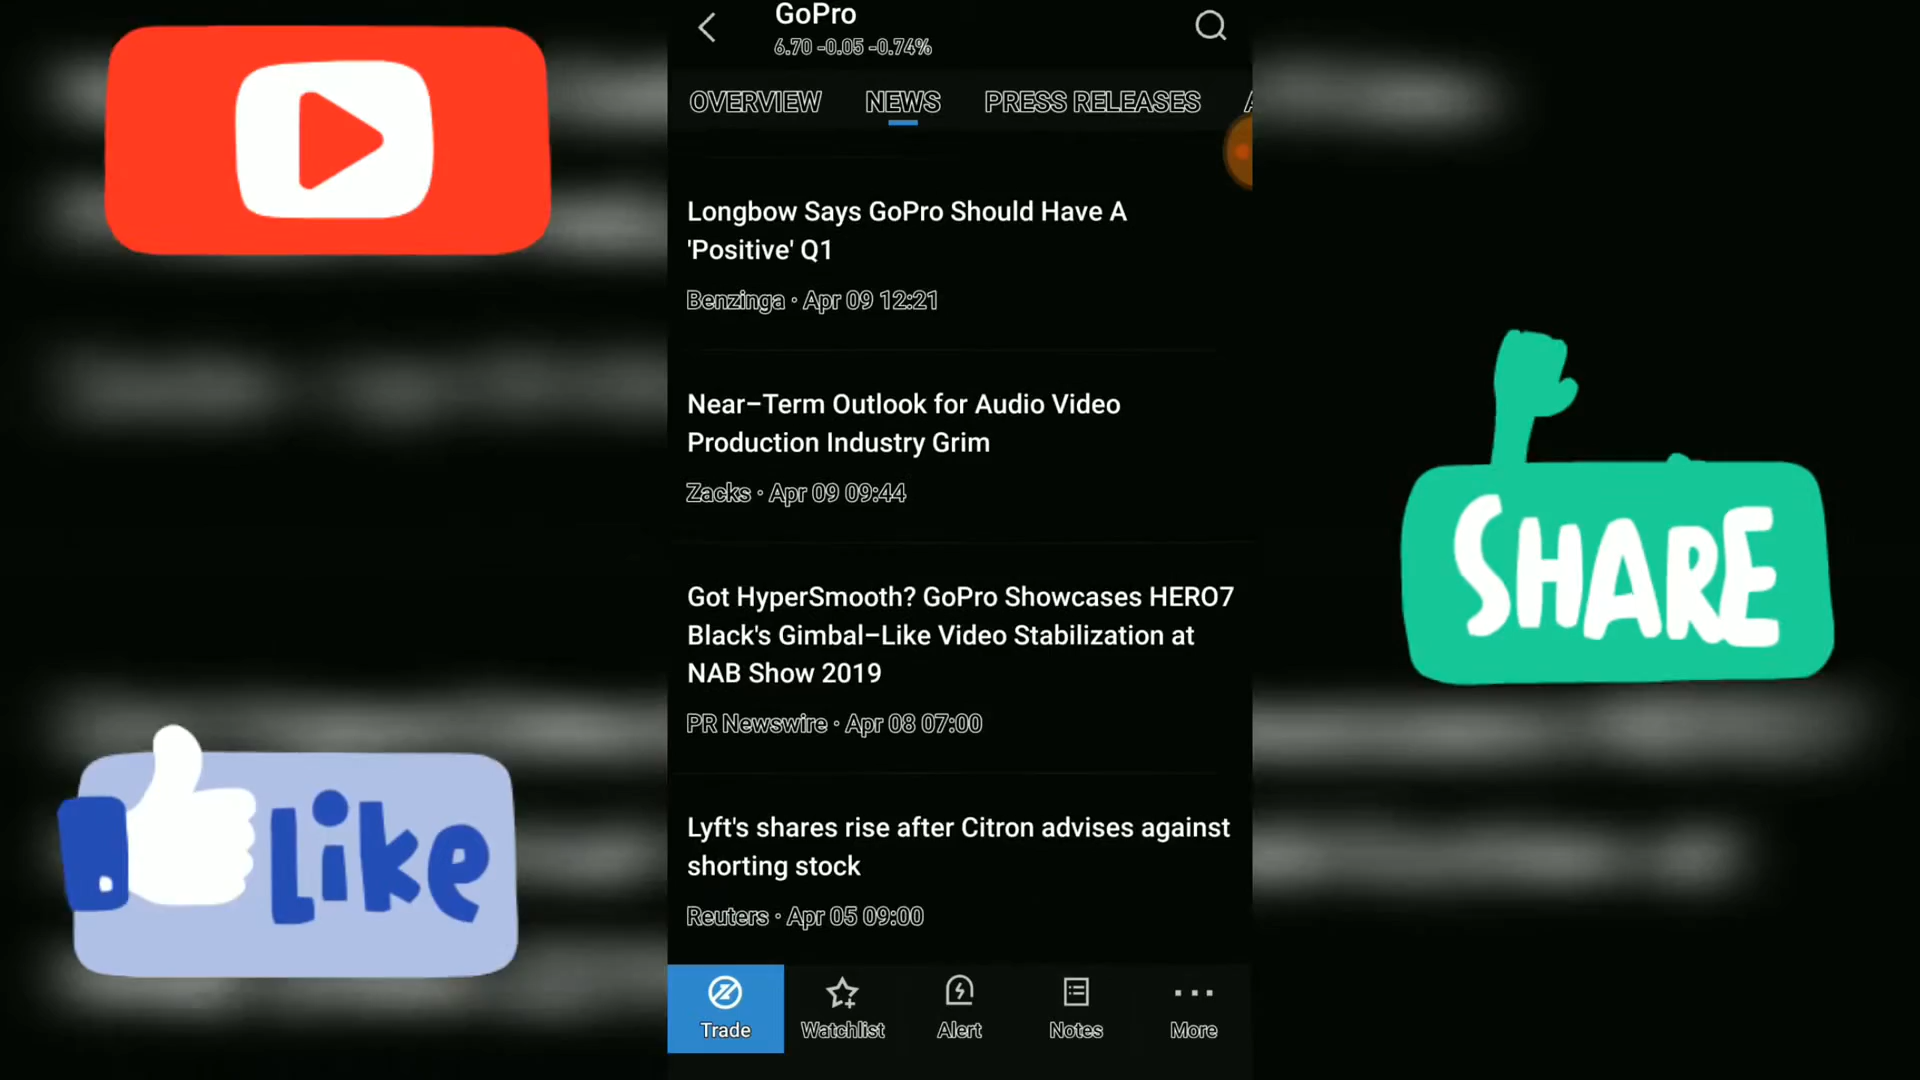 GoPro
6.70 -0.05 -0.74%
OVERVIEW NEWS PRESS RELEASES
Longbow Says GoPro Should Have A
'Positive' Q1
Benzinga · Apr 09 12:21
Near-Term Outlook for Audio Video
Production Industry Grim
Zacks · Apr 09 09:44
Got HyperSmooth? GoPro Showcases HERO7
Black's Gimbal-Like Video Stabilization at
NAB Show 2019
PR Newswire · Apr 08 07:00
Lyft's shares rise after Citron advises against
shorting stock
Reuters · Apr 05 09:00
Trade Watchlist Alert Notes More
Like
SHARE